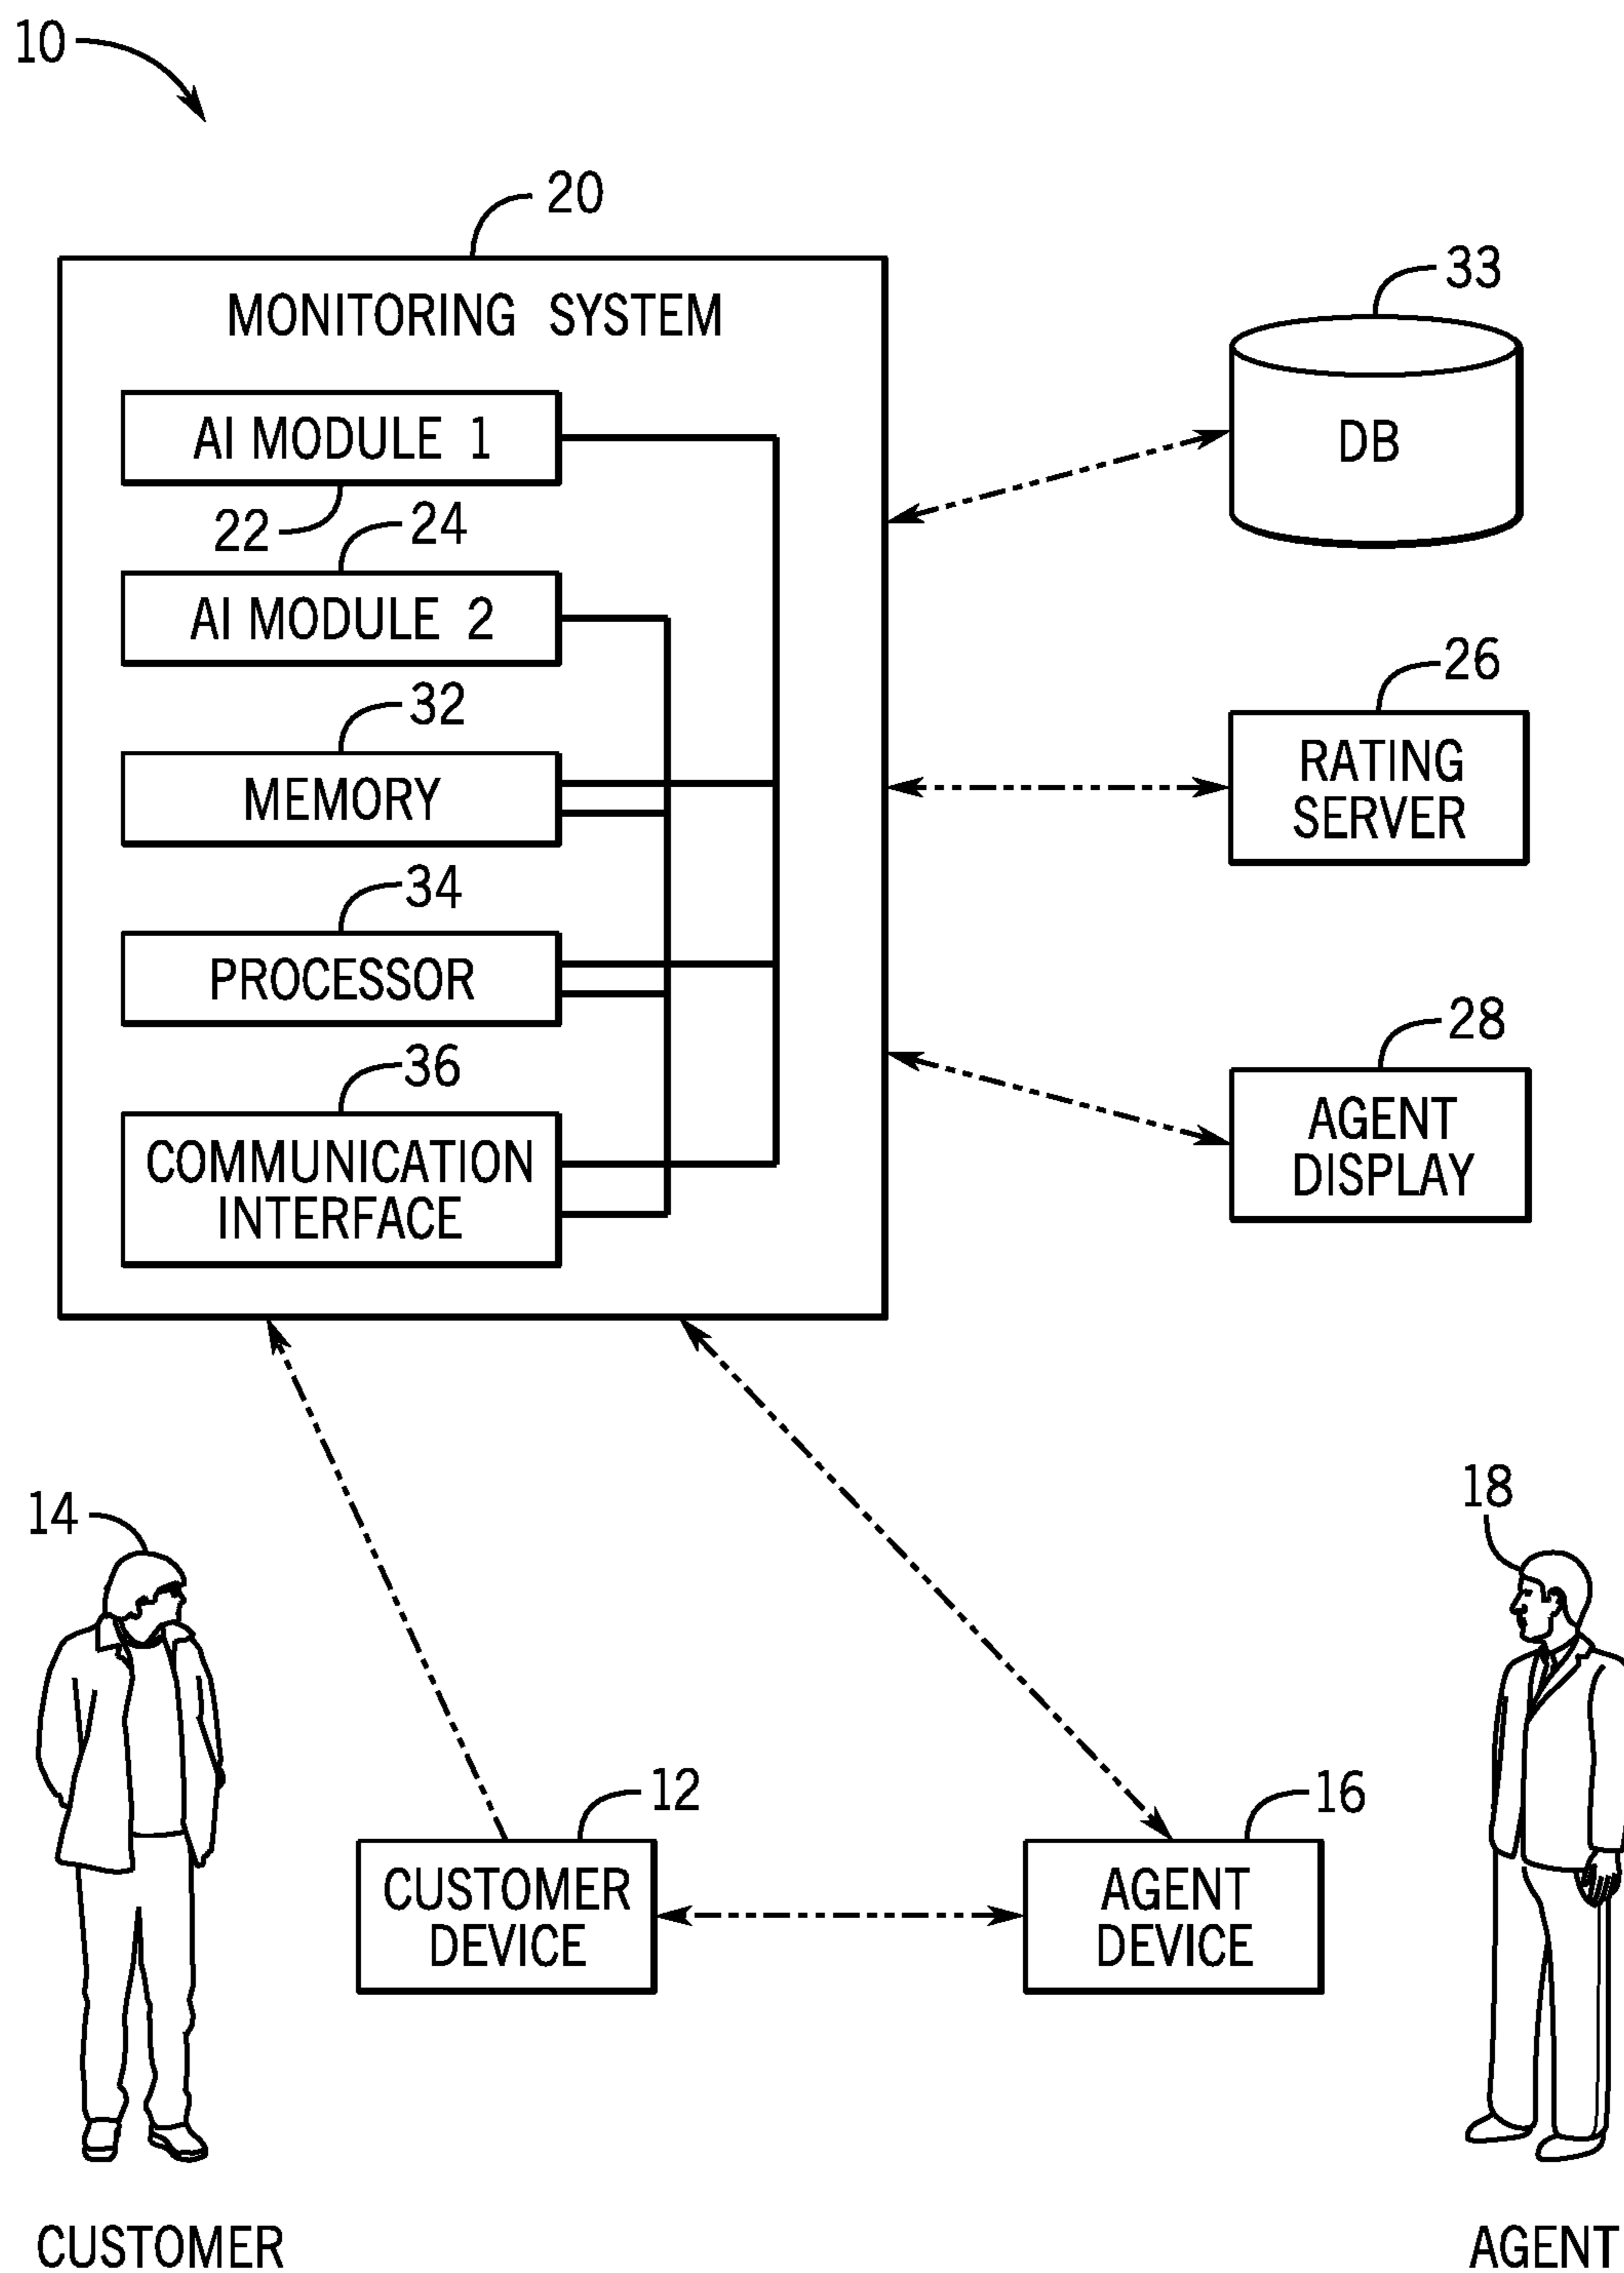 10
20
MONITORING SYSTEM
33
DB
AI MODULE 1
22
24
AI MODULE 2
26
RATING
SERVER
32
MEMORY
34
PROCESSOR
28
AGENT
DISPLAY
36
COMMUNICATION
INTERFACE
14
18
12
CUSTOMER
DEVICE
16
AGENT
DEVICE
CUSTOMER
AGENT